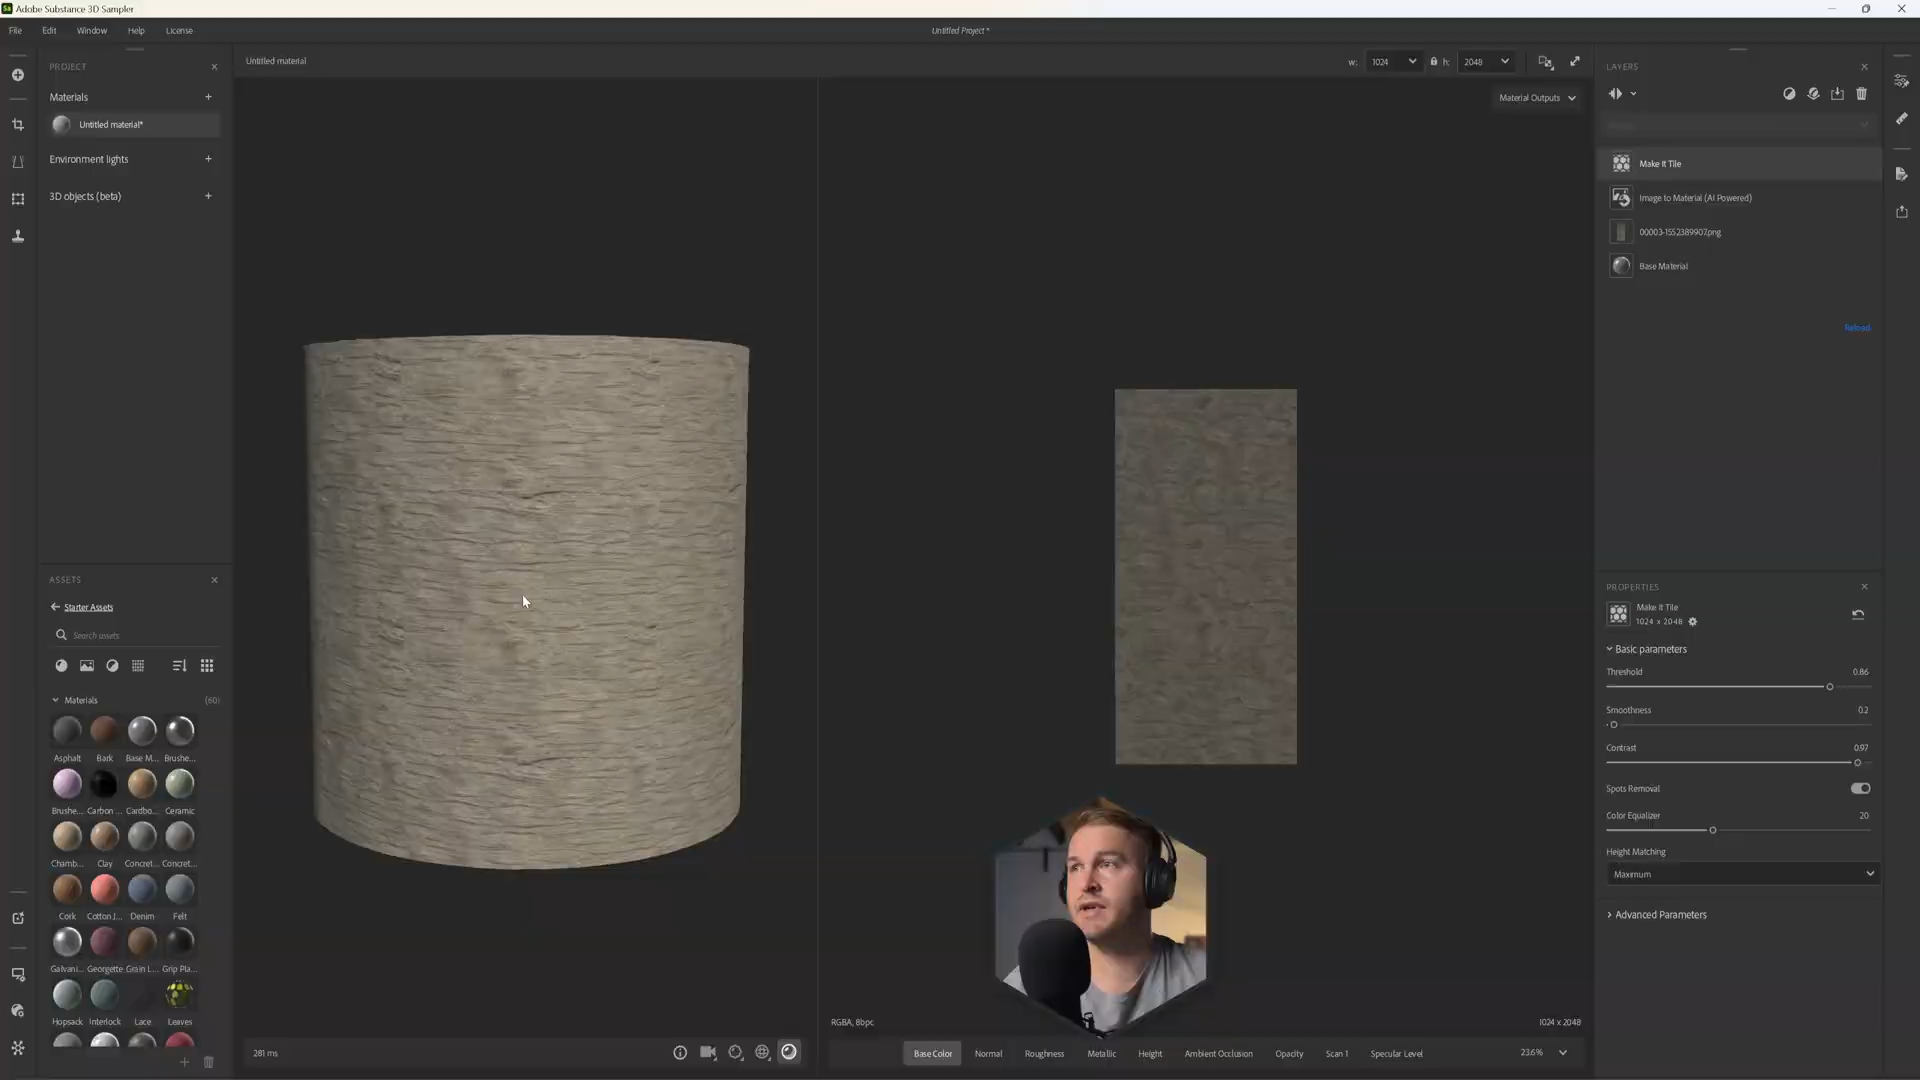 Adobe Substance 3D Sampler
File Edit Window Help License
Untitled Project *
PROJECT
Materials
Untitled material*
Environment lights
3D objects (beta)
ASSETS
Starter Assets
Search assets
Materials (60)
Asphalt Bark Base M... Brushe...
Brushe... Carbon ... Cardbo... Ceramic
Chamb... Clay Concret... Concret...
Cork Cotton J... Denim Felt
Galvani... Georgette Grain L... Grip Pla...
Hopsack Interlock Lace Leaves
Untitled material
w: 1024 h: 2048
Material Outputs
281 ms
RGBA, 8bpc
1024 x 2048
Base Color Normal Roughness Metallic Height Ambient Occlusion Opacity Scan 1 Specular Level 23.6%
LAYERS
Make It Tile
Image to Material (AI Powered)
00003-1552389907.png
Base Material
Reload
PROPERTIES
Make It Tile
1024 x 2048
Basic parameters
Threshold 0.86
Smoothness 0.2
Contrast 0.97
Spots Removal
Color Equalizer 20
Height Matching
Maximum
Advanced Parameters